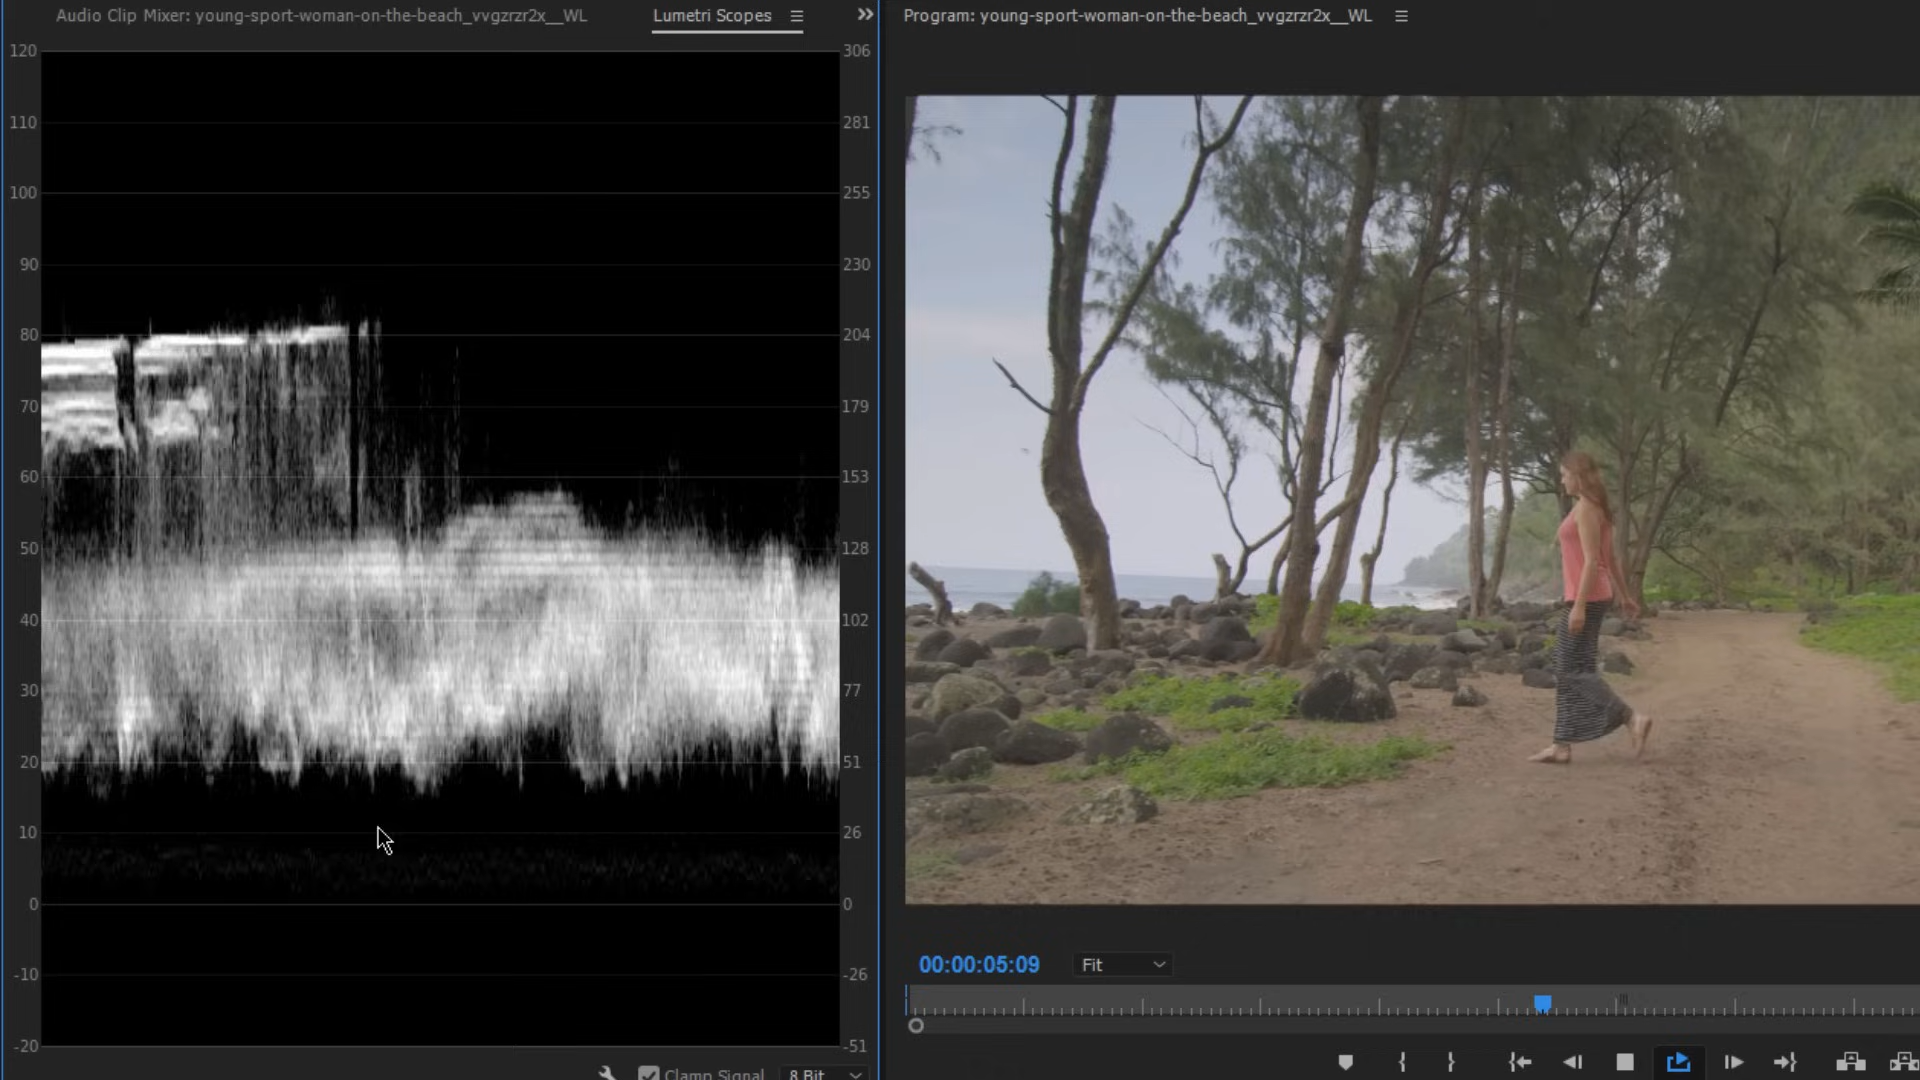 Audio Clip Mixer: young-sport-woman-on-the-beach_vvgzrzr2x__WL
Lumetri Scopes
Program: young-sport-woman-on-the-beach_vvgzrzr2x__WL
120 306
110 281
100 255
90 230
80 204
70 179
60 153
50 128
40 102
30 77
20 51
10 26
0 0
-10 -26
-20 -51
00:00:05:09
Fit
Clamp Signal
8 Bit